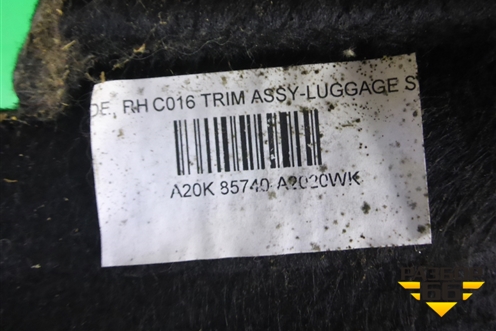 DE, RH C016 TRIM ASSY-LUGGAGE S
A20K 85740-A2020WK